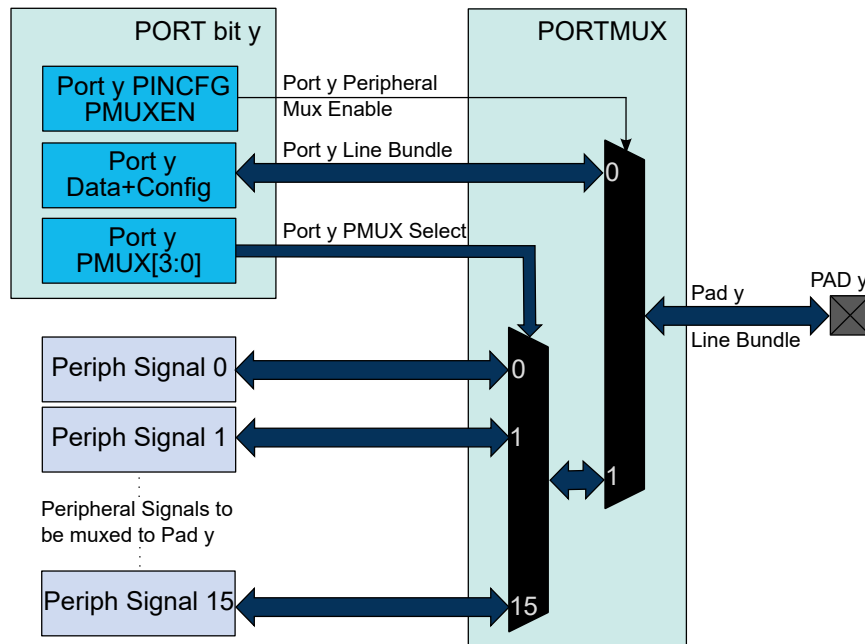 PORT bit y
PORTMUX
Port y PINCFG
PMUXEN
Port y Peripheral
Mux Enable
Port y
Data+Config
Port y Line Bundle
0
Port y
PMUX[3:0]
Port y PMUX Select
Pad y
Line Bundle
PAD y
Periph Signal 0
0
Periph Signal 1
1
1
Peripheral Signals to
be muxed to Pad y
Periph Signal 15
15